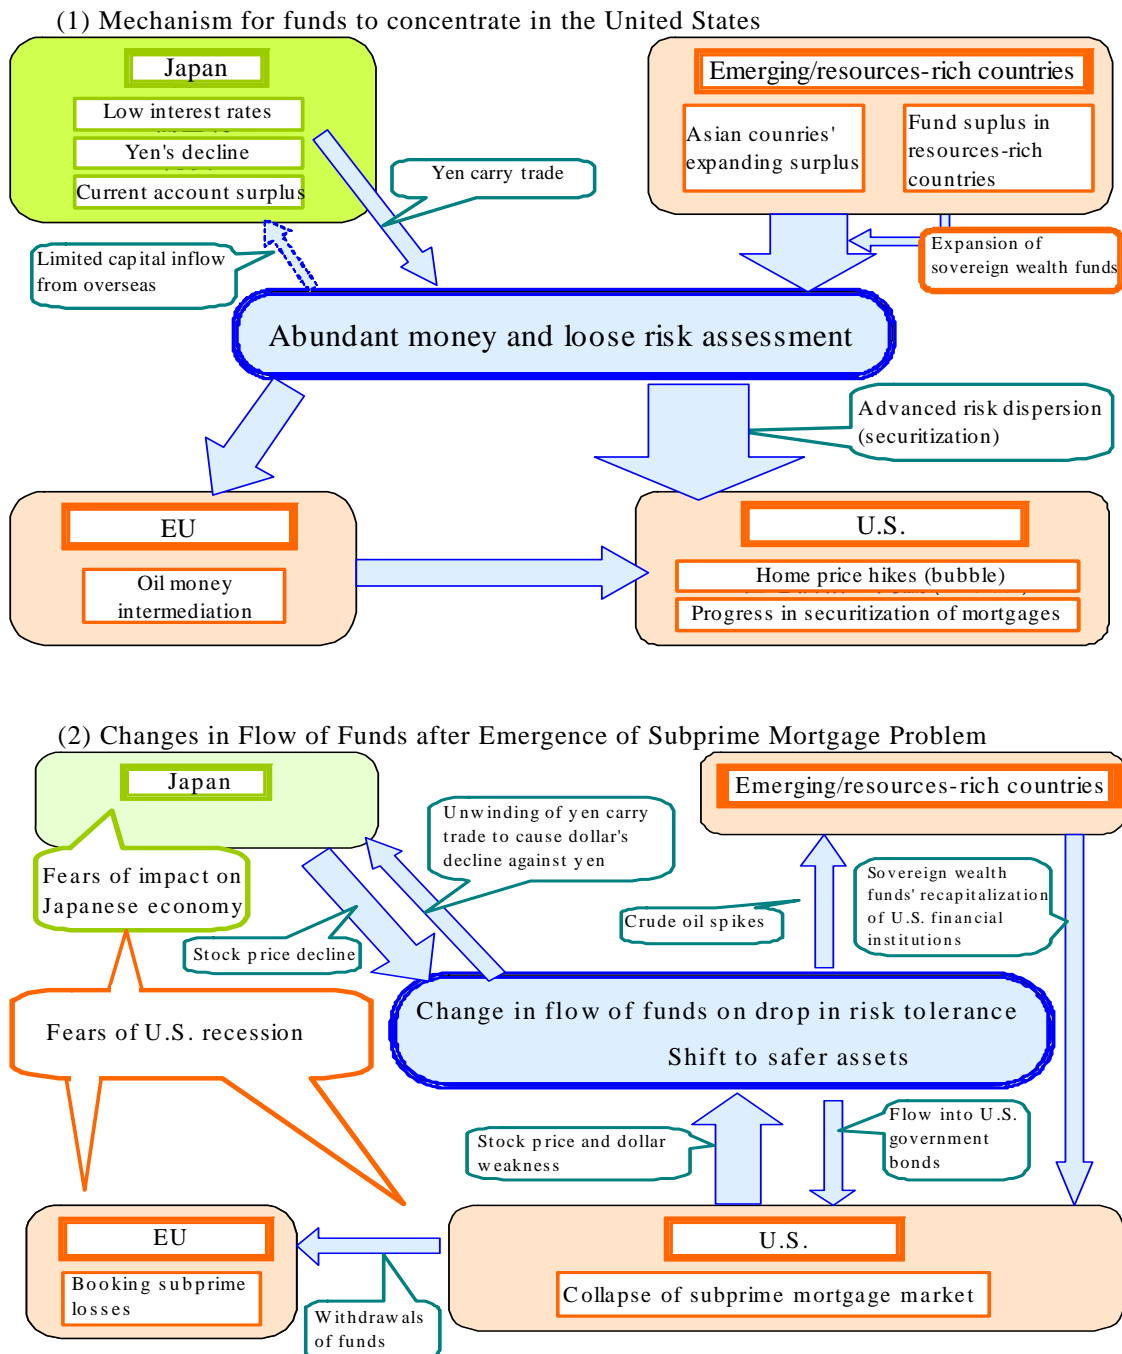 (1) Mechanism for funds to concentrate in the United States
Japan
Low interest rates
Yen's decline
Current account surplus
Emerging/resources-rich countries
Asian counries'
expanding surplus
Fund suplus in
resources-rich
countries
Yen carry trade
Limited capital inflow
from overseas
Expansion of
sovereign wealth funds
Abundant money and loose risk assessment
Advanced risk dispersion
(securitization)
EU
Oil money
intermediation
U.S.
Home price hikes (bubble)
Progress in securitization of mortgages
(2) Changes in Flow of Funds after Emergence of Subprime Mortgage Problem
Japan
Emerging/resources-rich countries
Unwinding of yen carry
trade to cause dollar's
decline against yen
Fears of impact on
Japanese economy
Stock price decline
Crude oil spikes
Sovereign wealth
funds' recapitalization
of U.S. financial
institutions
Change in flow of funds on drop in risk tolerance
Shift to safer assets
Fears of U.S. recession
Stock price and dollar
weakness
Flow into U.S.
government
bonds
EU
Booking subprime
losses
Withdrawals
of funds
U.S.
Collapse of subprime mortgage market